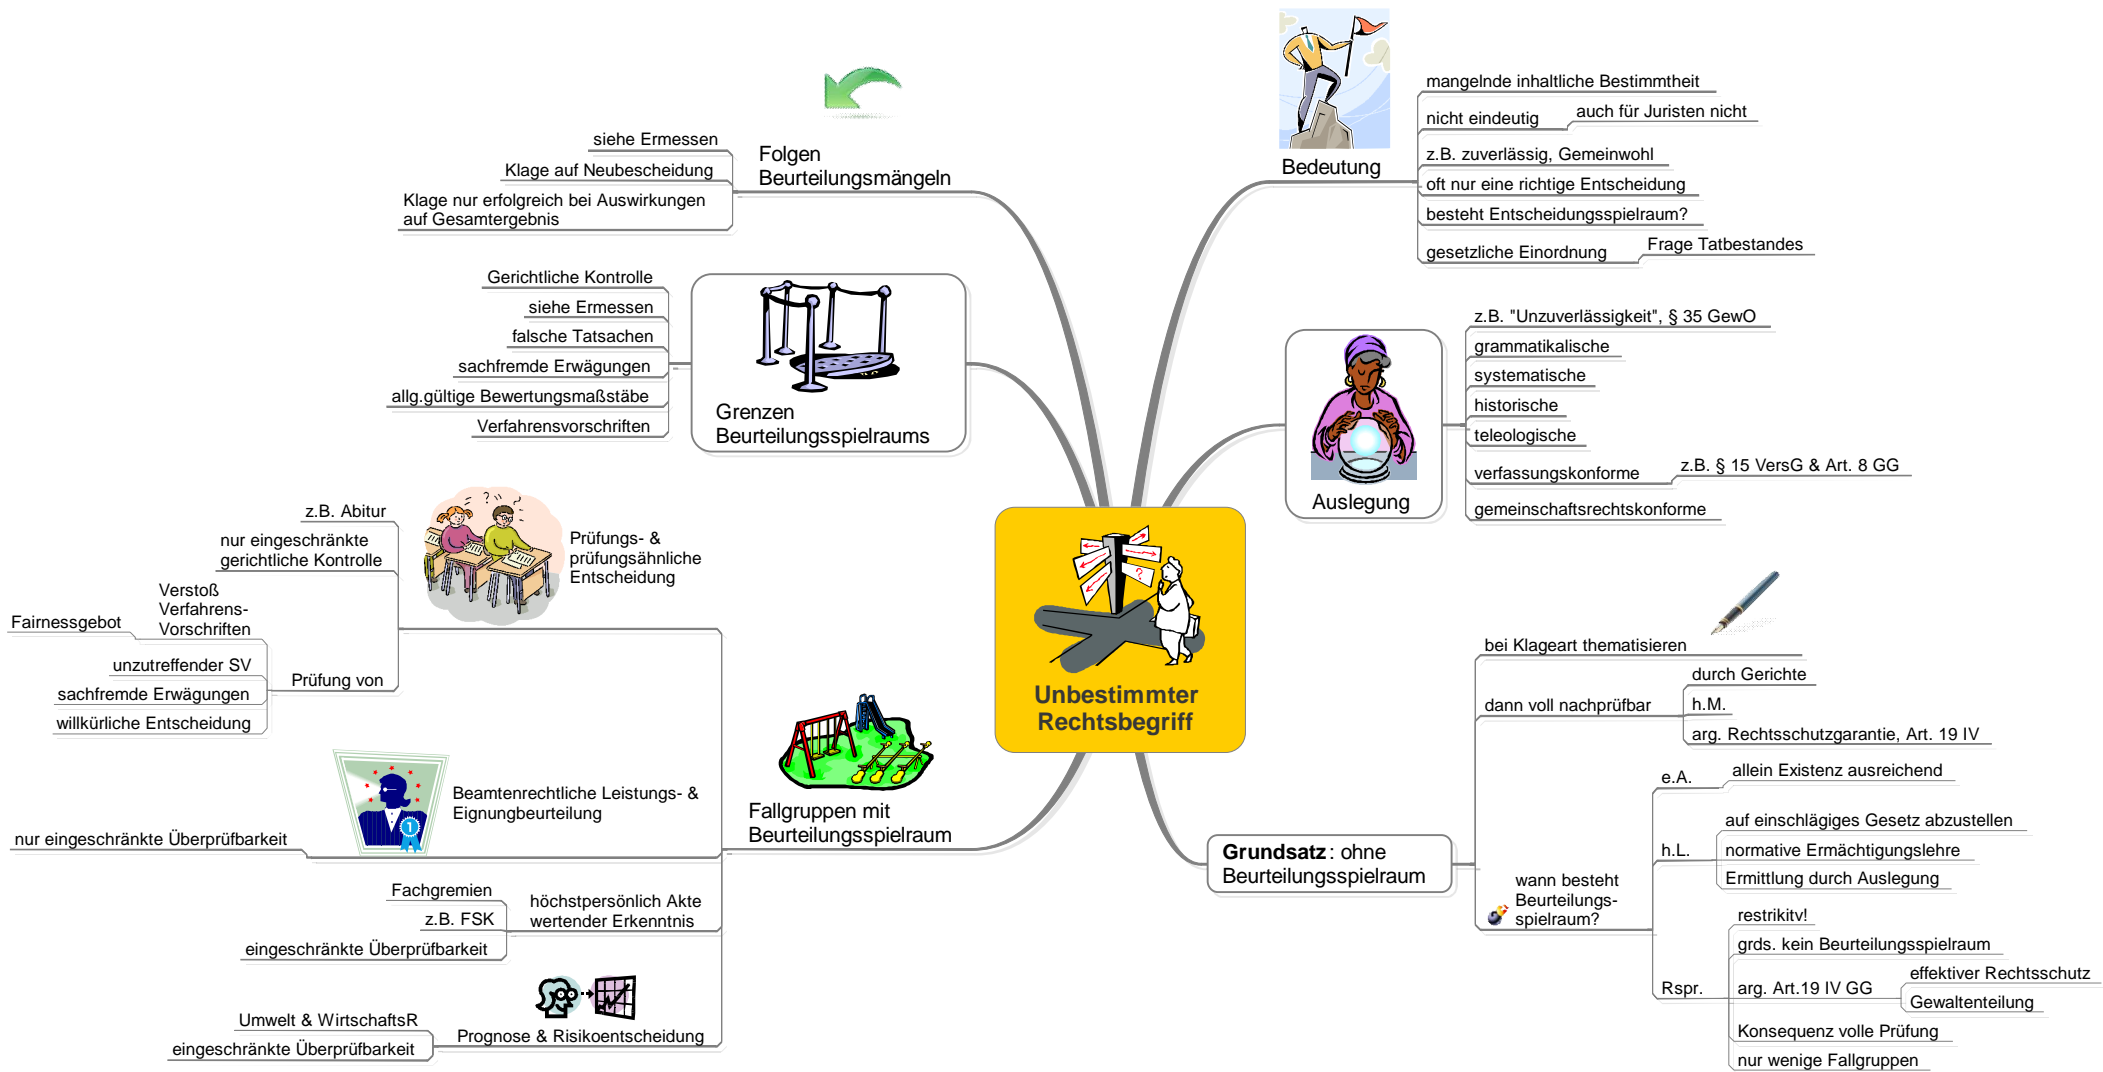 Unbestimmter
Rechtsbegriff
Bedeutung
mangelnde inhaltliche Bestimmtheit
nicht eindeutig
auch für Juristen nicht
z.B. zuverlässig, Gemeinwohl
oft nur eine richtige Entscheidung
besteht Entscheidungsspielraum?
gesetzliche Einordnung
Frage Tatbestandes
Auslegung
z.B. "Unzuverlässigkeit", § 35 GewO
grammatikalische
systematische
historische
teleologische
verfassungskonforme
z.B. § 15 VersG & Art. 8 GG
gemeinschaftsrechtskonforme
Grundsatz: ohne
Beurteilungsspielraum
bei Klageart thematisieren
dann voll nachprüfbar
durch Gerichte
h.M.
arg. Rechtsschutzgarantie, Art. 19 IV
wann besteht
Beurteilungs-
spielraum?
e.A.
allein Existenz ausreichend
h.L.
auf einschlägiges Gesetz abzustellen
normative Ermächtigungslehre
Ermittlung durch Auslegung
Rspr.
restrikitv!
grds. kein Beurteilungsspielraum
arg. Art.19 IV GG
effektiver Rechtsschutz
Gewaltenteilung
Konsequenz volle Prüfung
nur wenige Fallgruppen
Folgen
Beurteilungsmängeln
siehe Ermessen
Klage auf Neubescheidung
Klage nur erfolgreich bei Auswirkungen
auf Gesamtergebnis
Grenzen
Beurteilungsspielraums
Gerichtliche Kontrolle
siehe Ermessen
falsche Tatsachen
sachfremde Erwägungen
allg.gültige Bewertungsmaßstäbe
Verfahrensvorschriften
Fallgruppen mit
Beurteilungsspielraum
Prüfungs- &
prüfungsähnliche
Entscheidung
z.B. Abitur
nur eingeschränkte
gerichtliche Kontrolle
Prüfung von
Verstoß
Verfahrens-
Vorschriften
Fairnessgebot
unzutreffender SV
sachfremde Erwägungen
willkürliche Entscheidung
Beamtenrechtliche Leistungs- &
Eignungbeurteilung
1
nur eingeschränkte Überprüfbarkeit
höchstpersönlich Akte
wertender Erkenntnis
Fachgremien
z.B. FSK
eingeschränkte Überprüfbarkeit
Prognose & Risikoentscheidung
Umwelt & WirtschaftsR
eingeschränkte Überprüfbarkeit